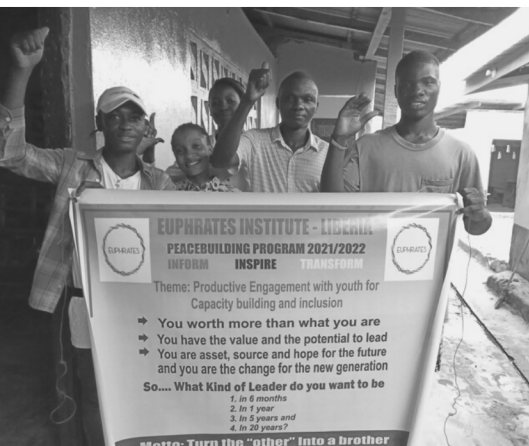 EUPHRATES INSTITUTE - LIBERIA
EUPHRATES
EUPHRATES
PEACEBUILDING PROGRAM 2021/2022
INFORM INSPIRE TRANSFORM
Theme: Productive Engagement with youth for
Capacity building and inclusion
You worth more than what you are
You have the value and the potential to lead
You are asset, source and hope for the future
and you are the change for the new generation
So.... What Kind of Leader do you want to be
1. in 6 months
2. In 1 year
3. In 5 years and
4. In 20 years?
Motto: Turn the "other" Into a brother